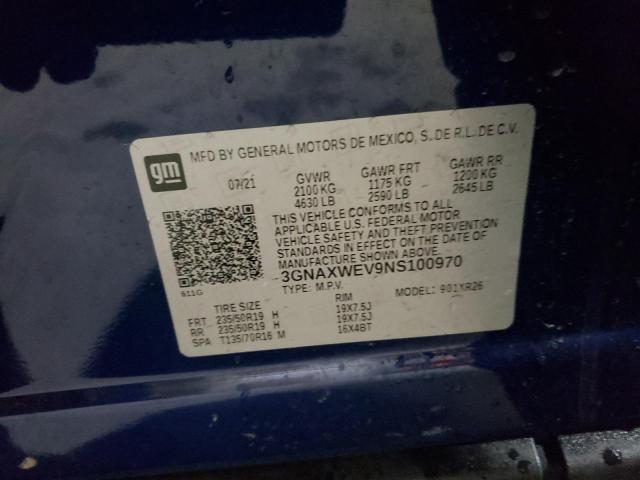 gm
MFD BY GENERAL MOTORS DE MEXICO, S. DE R.L. DE C.V.
07/21 GVWR GAWR FRT GAWR RR
2100 KG 1175 KG 1200 KG
4630 LB 2590 LB 2645 LB
THIS VEHICLE CONFORMS TO ALL
APPLICABLE U.S. FEDERAL MOTOR
VEHICLE SAFETY AND THEFT PREVENTION
STANDARDS IN EFFECT ON THE DATE OF
MANUFACTURE SHOWN ABOVE.
3GNAXWEV9NS100970
611G TYPE: M.P.V. MODEL: 901XR26
TIRE SIZE RIM
FRT 235/50R19 H 19X7.5J
RR 235/50R19 H 19X7.5J
SPA T135/70R16 M 16X4BT